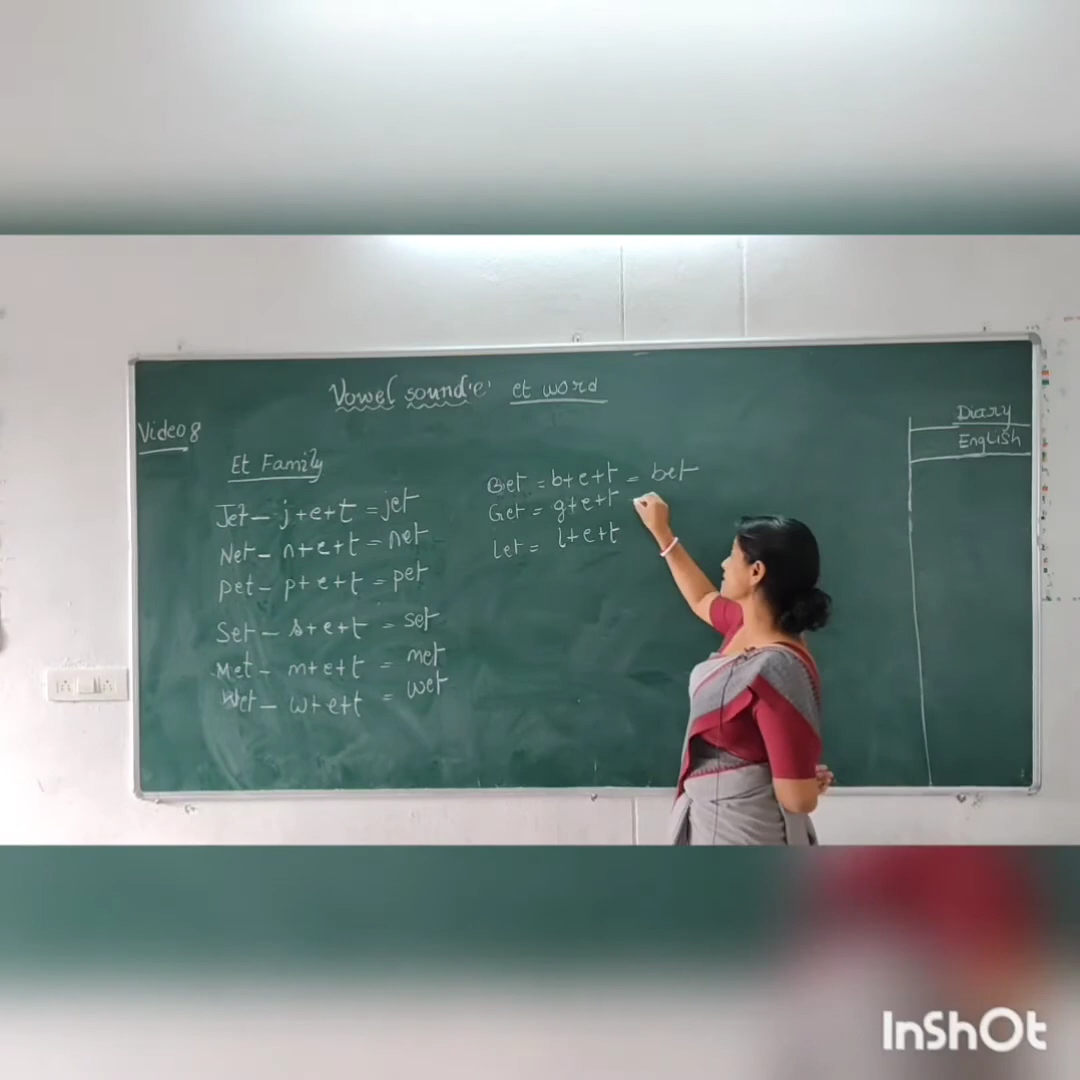 Vowel sound 'e' et word
Video 8
Et Family
Jet – j+e+t = jet
Net – n+e+t = net
Pet – p+e+t = pet
Set – s+e+t = set
Met – m+e+t = met
Wet – w+e+t = wet
Bet = b+e+t = bet
Get = g+e+t
Let = l+e+t
Diary
English
InShOt